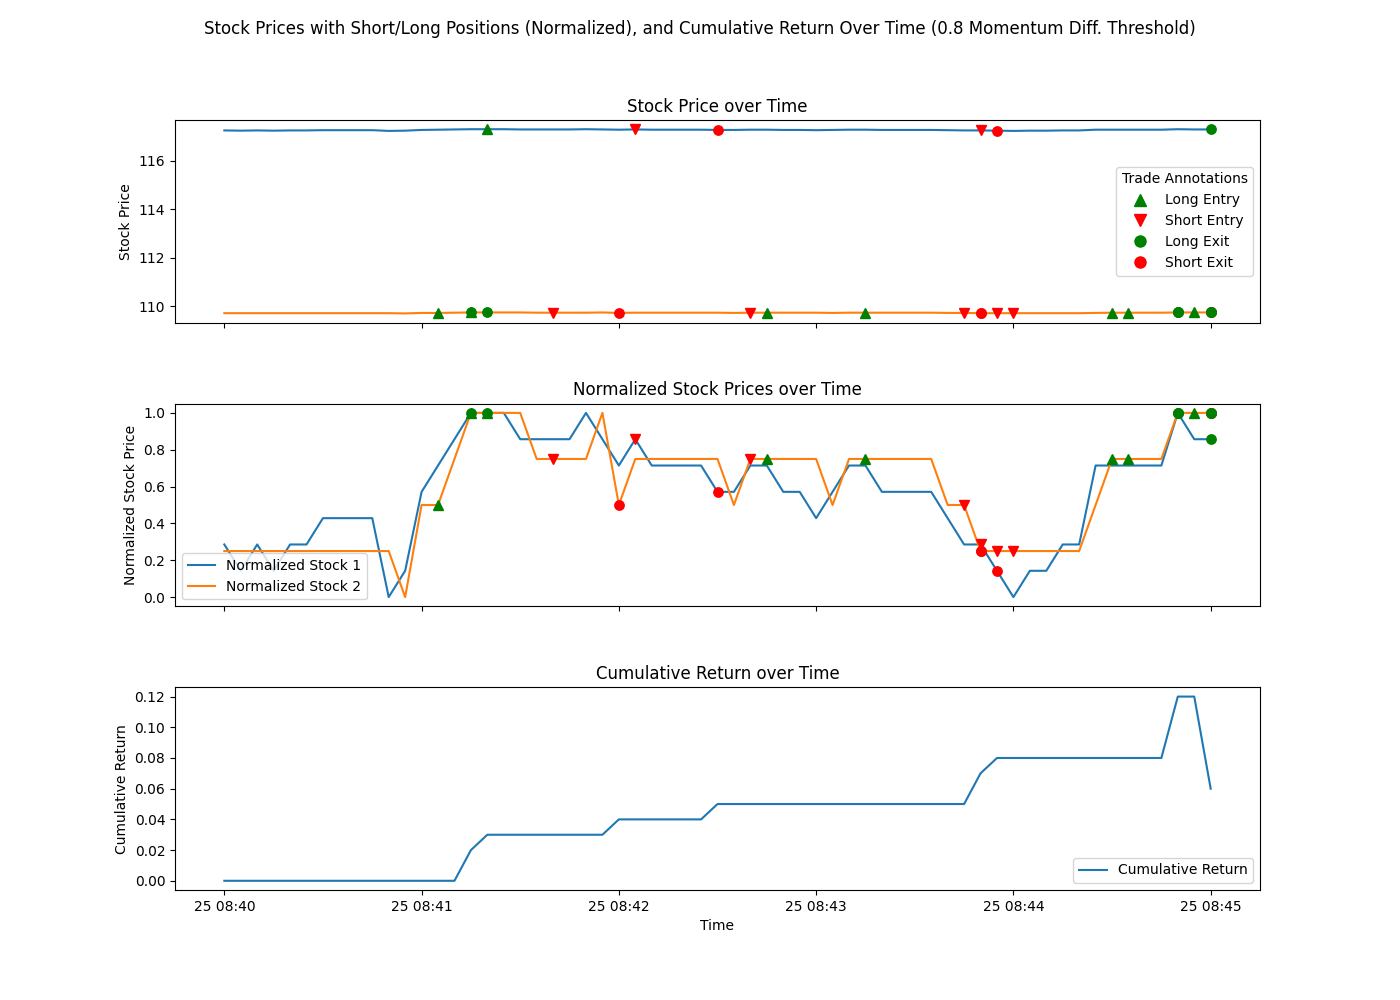 Stock Prices with Short/Long Positions (Normalized), and Cumulative Return Over Time (0.8 Momentum Diff. Threshold)
Stock Price over Time
Stock Price
116
114
112
110
Trade Annotations
Long Entry
Short Entry
Long Exit
Short Exit
Normalized Stock Prices over Time
Normalized Stock Price
1.0
0.8
0.6
0.4
0.2
0.0
Normalized Stock 1
Normalized Stock 2
Cumulative Return over Time
Cumulative Return
0.12
0.10
0.08
0.06
0.04
0.02
0.00
Cumulative Return
25 08:40 25 08:41 25 08:42 25 08:43 25 08:44 25 08:45
Time